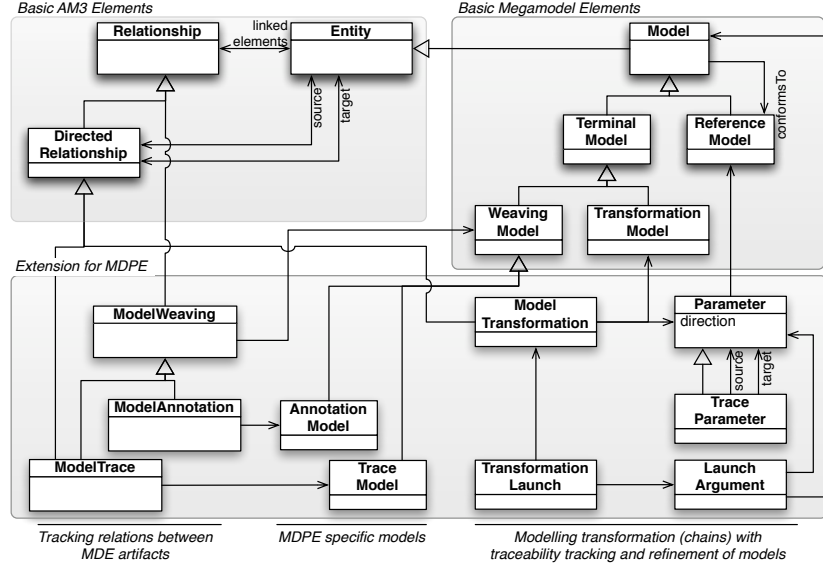 Basic AM3 Elements
Basic Megamodel Elements
Relationship
linked
elements
Entity
Model
source
target
conformsTo
Directed
Relationship
Terminal
Model
Reference
Model
Weaving
Model
Transformation
Model
Extension for MDPE
ModelWeaving
Model
Transformation
Parameter
direction
source
target
ModelAnnotation
Annotation
Model
Trace
Parameter
ModelTrace
Trace
Model
Transformation
Launch
Launch
Argument
Tracking relations between
MDE artifacts
MDPE specific models
Modelling transformation (chains) with
traceability tracking and refinement of models